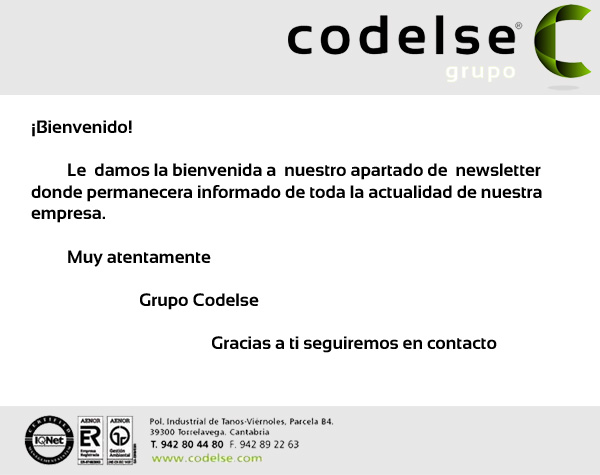 codelse®
grupo
¡Bienvenido!
Le damos la bienvenida a nuestro apartado de newsletter
donde permanecera informado de toda la actualidad de nuestra
empresa.
Muy atentamente
Grupo Codelse
Gracias a ti seguiremos en contacto
CERTIFIED
IQNet
AENOR
ER
Empresa
Registrada
AENOR
Gestión
Ambiental
Pol. Industrial de Tanos-Viérnoles, Parcela B4.
39300 Torrelavega. Cantabria
T. 942 80 44 80 F. 942 89 22 63
www.codelse.com